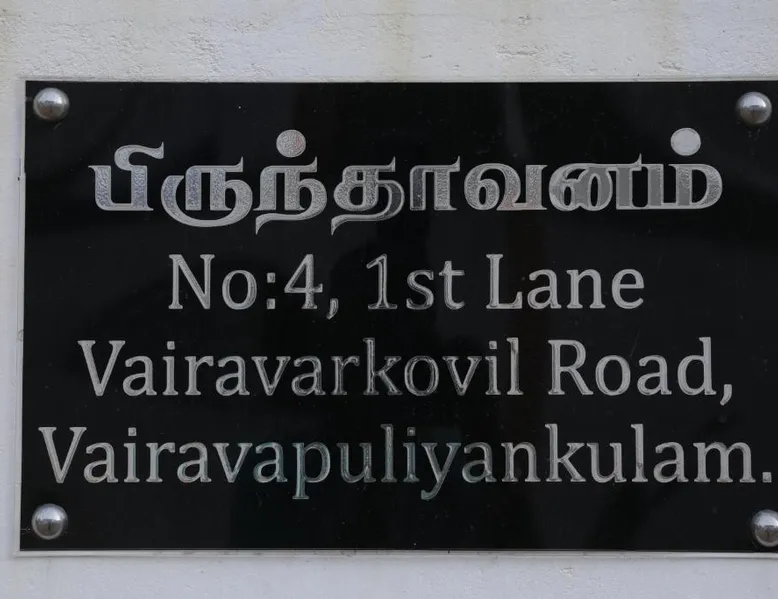 பிருந்தாவனம்
No:4, 1st Lane
Vairavarkovil Road,
Vairavapuliyankulam.